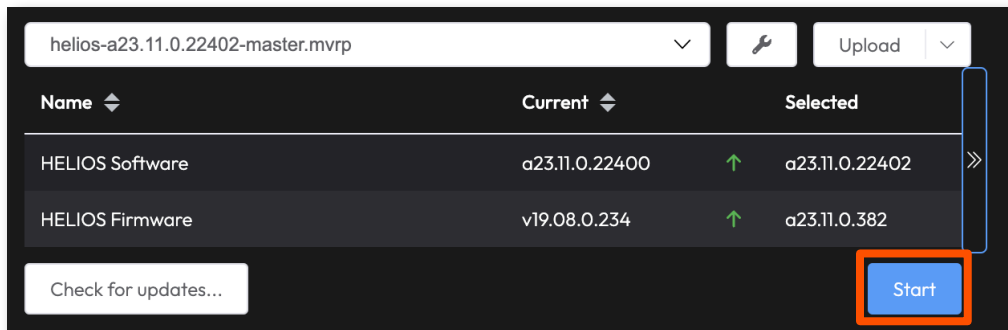 helios-a23.11.0.22402-master.mvrp Upload
Name Current Selected
HELIOS Software a23.11.0.22400 a23.11.0.22402
HELIOS Firmware v19.08.0.234 a23.11.0.382
Check for updates... Start